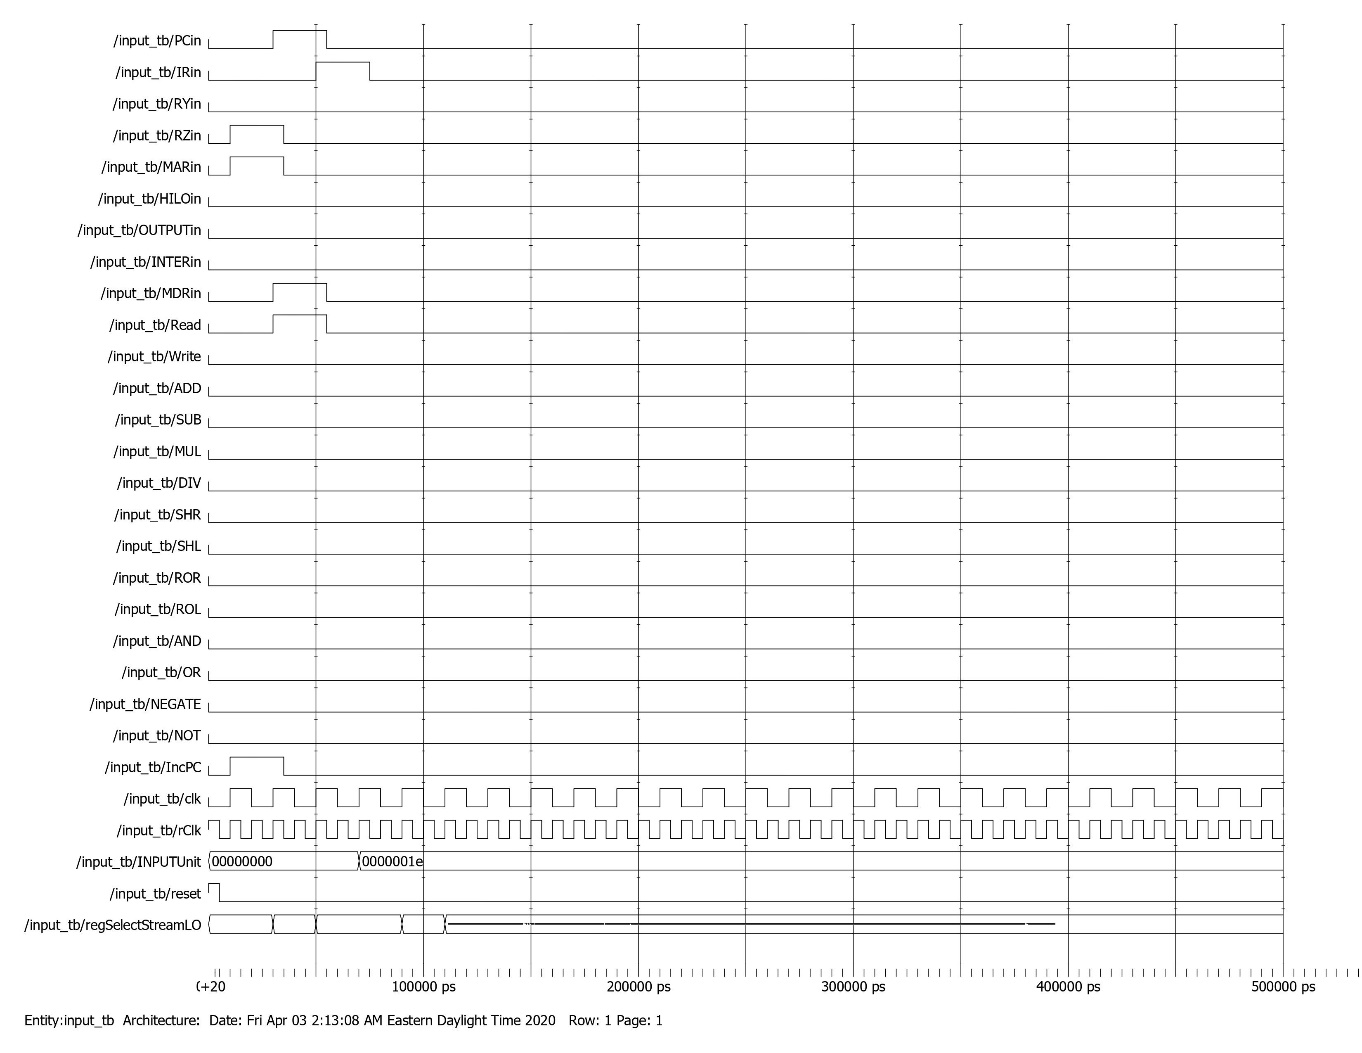 /input_tb/PCin
/input_tb/IRin
/input_tb/RYin
/input_tb/RZin
/input_tb/MARin
/input_tb/HILOin
/input_tb/OUTPUTin
/input_tb/INTERin
/input_tb/MDRin
/input_tb/Read
/input_tb/Write
/input_tb/ADD
/input_tb/SUB
/input_tb/MUL
/input_tb/DIV
/input_tb/SHR
/input_tb/SHL
/input_tb/ROR
/input_tb/ROL
/input_tb/AND
/input_tb/OR
/input_tb/NEGATE
/input_tb/NOT
/input_tb/IncPC
/input_tb/clk
/input_tb/rClk
/input_tb/INPUTUnit 00000000 0000001e
/input_tb/reset
/input_tb/regSelectStreamLO
(+20 100000 ps 200000 ps 300000 ps 400000 ps 500000 ps
Entity:input_tb Architecture: Date: Fri Apr 03 2:13:08 AM Eastern Daylight Time 2020 Row: 1 Page: 1